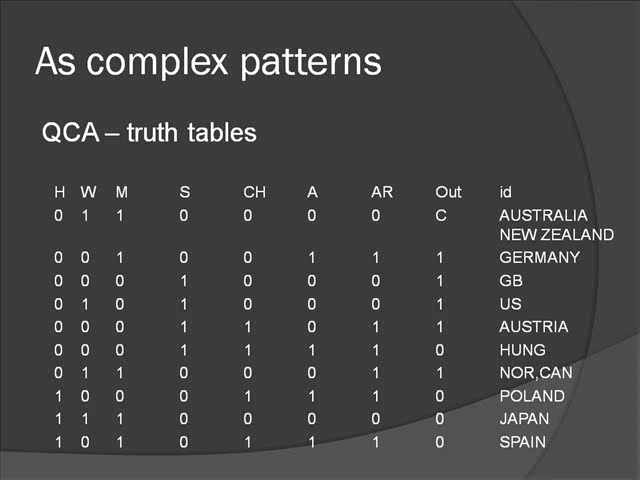 As complex patterns
QCA – truth tables
H W M S CH A AR Out id
0 1 1 0 0 0 0 C AUSTRALIA
NEW ZEALAND
0 0 1 0 0 1 1 1 GERMANY
0 0 0 1 0 0 0 1 GB
0 1 0 1 0 0 0 1 US
0 0 0 1 1 0 1 1 AUSTRIA
0 0 0 1 1 1 1 0 HUNG
0 1 1 0 0 0 1 1 NOR,CAN
1 0 0 0 1 1 1 0 POLAND
1 1 1 0 0 0 0 0 JAPAN
1 0 1 0 1 1 1 0 SPAIN